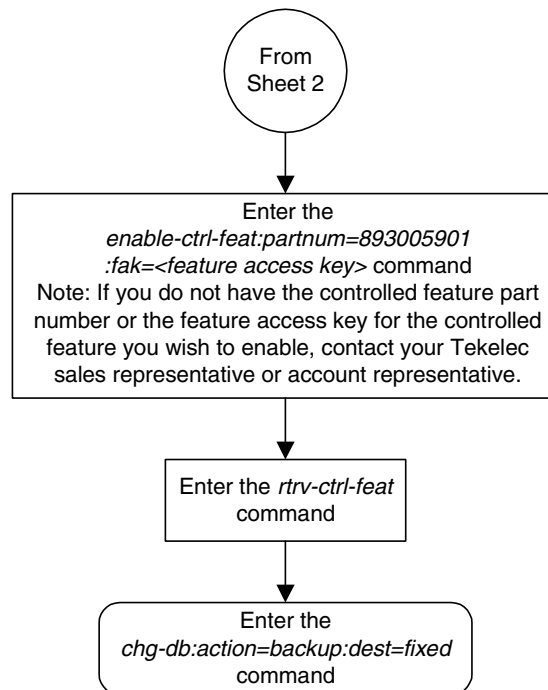 From
Sheet 2
Enter the
enable-ctrl-feat:partnum=893005901
:fak=<feature access key> command
Note: If you do not have the controlled feature part
number or the feature access key for the controlled
feature you wish to enable, contact your Tekelec
sales representative or account representative.
Enter the rtrv-ctrl-feat
command
Enter the
chg-db:action=backup:dest=fixed
command